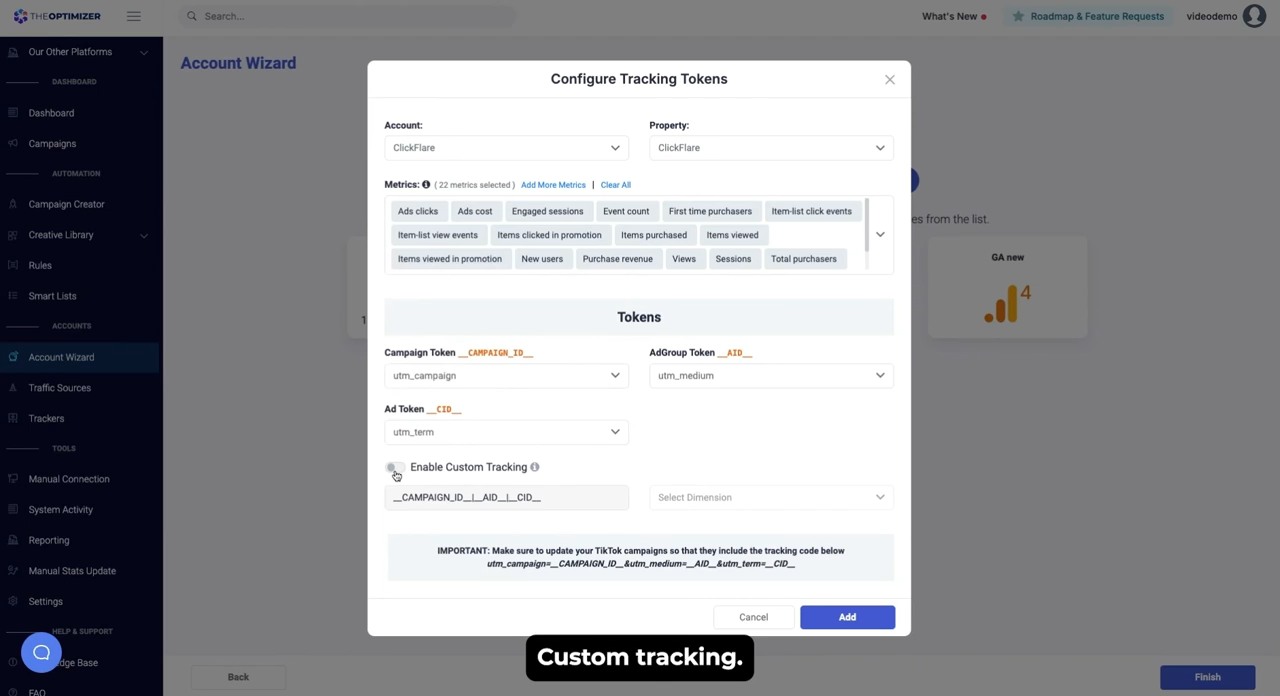 THEOPTIMIZER
Search...
What's New
Roadmap & Feature Requests
videodemo
Our Other Platforms
DASHBOARD
Dashboard
Campaigns
AUTOMATION
Campaign Creator
Creative Library
Rules
Smart Lists
ACCOUNTS
Account Wizard
Traffic Sources
Trackers
TOOLS
Manual Connection
System Activity
Reporting
Manual Stats Update
Settings
HELP & SUPPORT
edge Base
FAQ
Account Wizard
es from the list.
1
GA new
4
Configure Tracking Tokens
Account:
Property:
ClickFlare
ClickFlare
Metrics: ( 22 metrics selected ) Add More Metrics | Clear All
Ads clicks Ads cost Engaged sessions Event count First time purchasers Item-list click events
Item-list view events Items clicked in promotion Items purchased Items viewed
Items viewed in promotion New users Purchase revenue Views Sessions Total purchasers
Tokens
Campaign Token __CAMPAIGN_ID__
AdGroup Token __AID__
utm_campaign
utm_medium
Ad Token __CID__
utm_term
Enable Custom Tracking
__CAMPAIGN_ID__|__AID__|__CID__
Select Dimension
IMPORTANT: Make sure to update your TikTok campaigns so that they include the tracking code below
utm_campaign=__CAMPAIGN_ID__&utm_medium=__AID__&utm_term=__CID__
Cancel
Add
Custom tracking.
Back
Finish